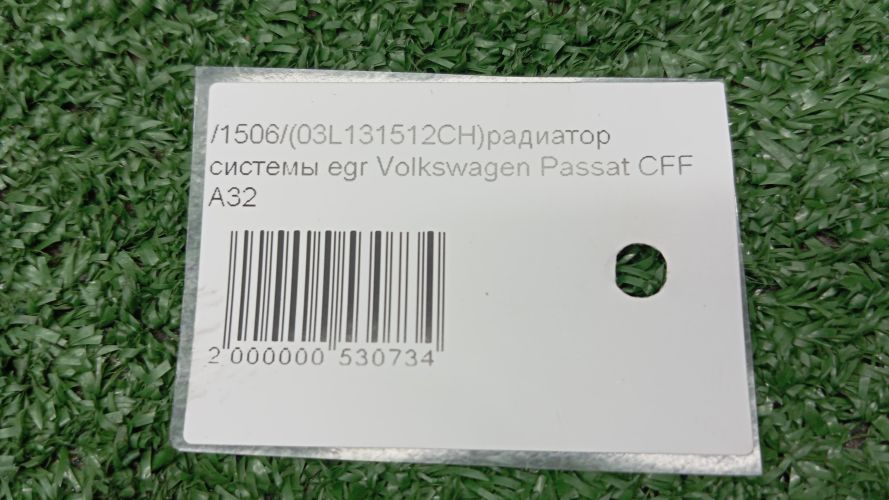 /1506/(03L131512CH)радиатор
системы egr Volkswagen Passat CFF
A32
2 000000 530734